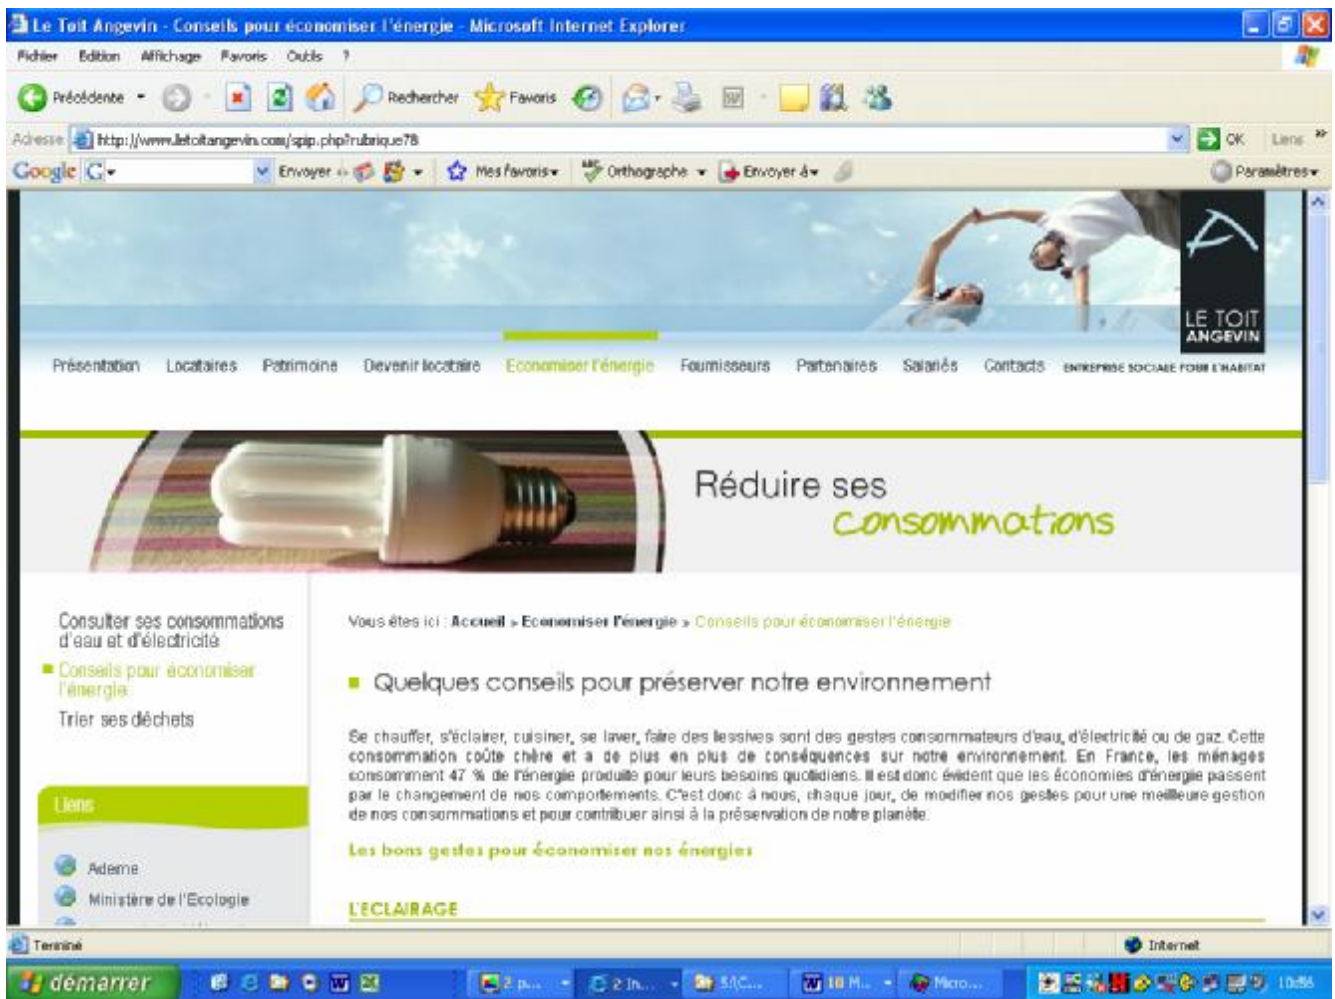 Le Toit Angevin - Conseils pour économiser l'énergie - Microsoft Internet Explorer
Fichier Edition Affichage Favoris Outils ?
Précédente Rechercher Favoris
Adresse http://www.letoitangevin.com/spip.php?rubrique78 OK Liens »
Google G Envoyer Mes favoris ABC Orthographe Envoyer à Paramètres
LE TOIT
ANGEVIN
Présentation Locataires Patrimoine Devenir locataire Economiser l'énergie Fournisseurs Partenaires Salariés Contacts ENTREPRISE SOCIALE POUR L'HABITAT
Réduire ses
consommations
Consulter ses consommations
d'eau et d'électricité
Conseils pour économiser
l'énergie
Trier ses déchets
Liens
Ademe
Ministère de l'Ecologie
Vous êtes ici : Accueil » Economiser l'énergie » Conseils pour économiser l'énergie
Quelques conseils pour préserver notre environnement
Se chauffer, s'éclairer, cuisiner, se laver, faire des lessives sont des gestes consommateurs d'eau, d'électricité ou de gaz. Cette
consommation coûte chère et a de plus en plus de conséquences sur notre environnement. En France, les ménages
consomment 47 % de l'énergie produite pour leurs besoins quotidiens. Il est donc évident que les économies d'énergie passent
par le changement de nos comportements. C'est donc à nous, chaque jour, de modifier nos gestes pour une meilleure gestion
de nos consommations et pour contribuer ainsi à la préservation de notre planète.
Les bons gestes pour économiser nos énergies
L'ECLAIRAGE
Terminé Internet
démarrer 2 p... 2 In... S:\C... 10 M... Micro... 10:56